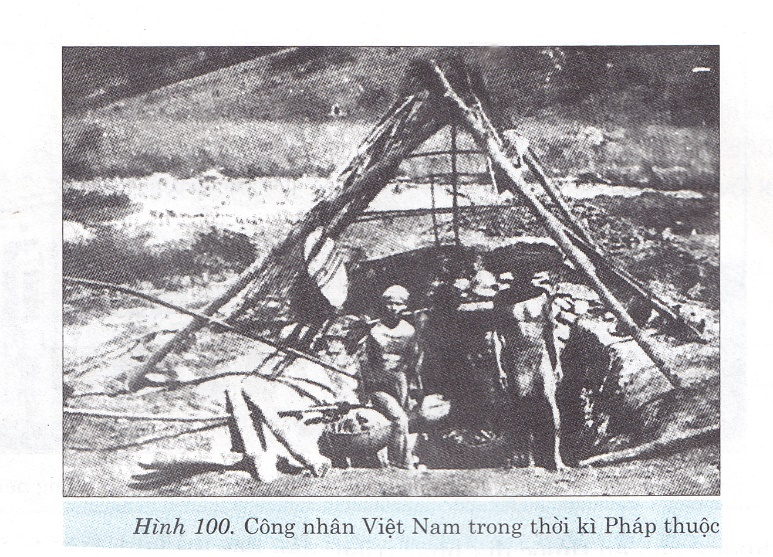 Hình 100. Công nhân Việt Nam trong thời kì Pháp thuộc